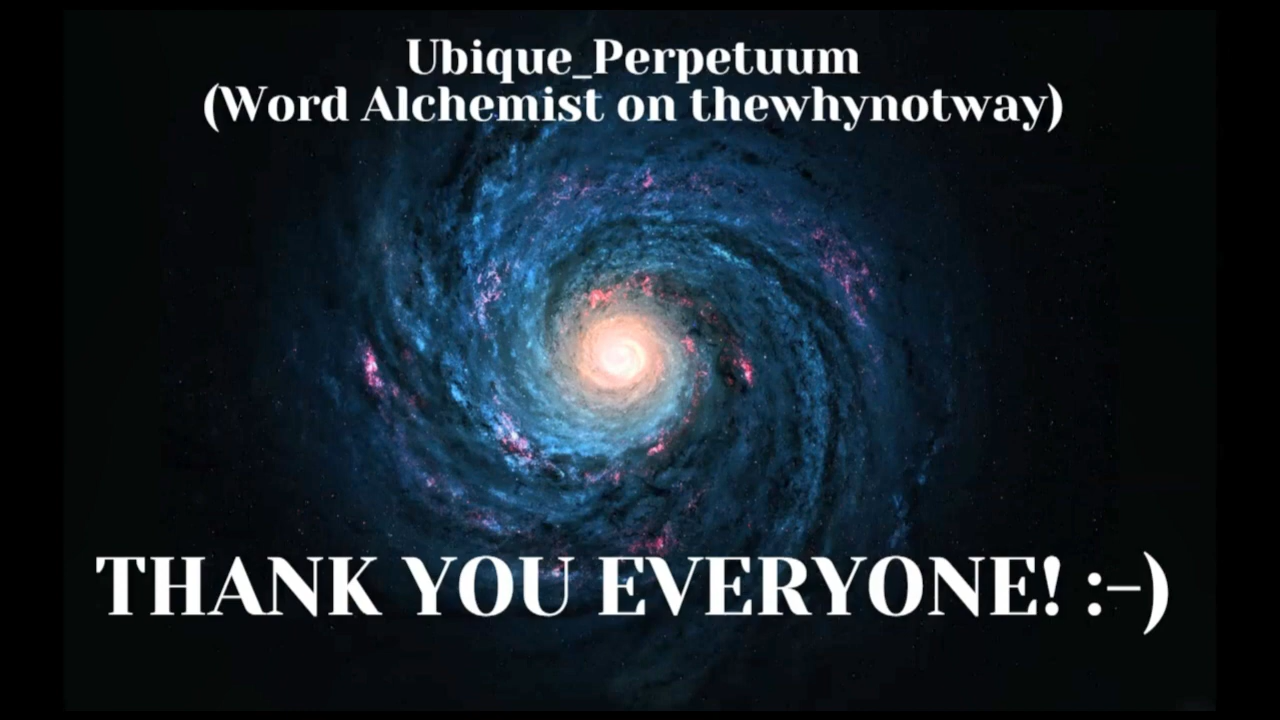 Ubique_Perpetuum
(Word Alchemist on thewhynotway)
THANK YOU EVERYONE! :-)